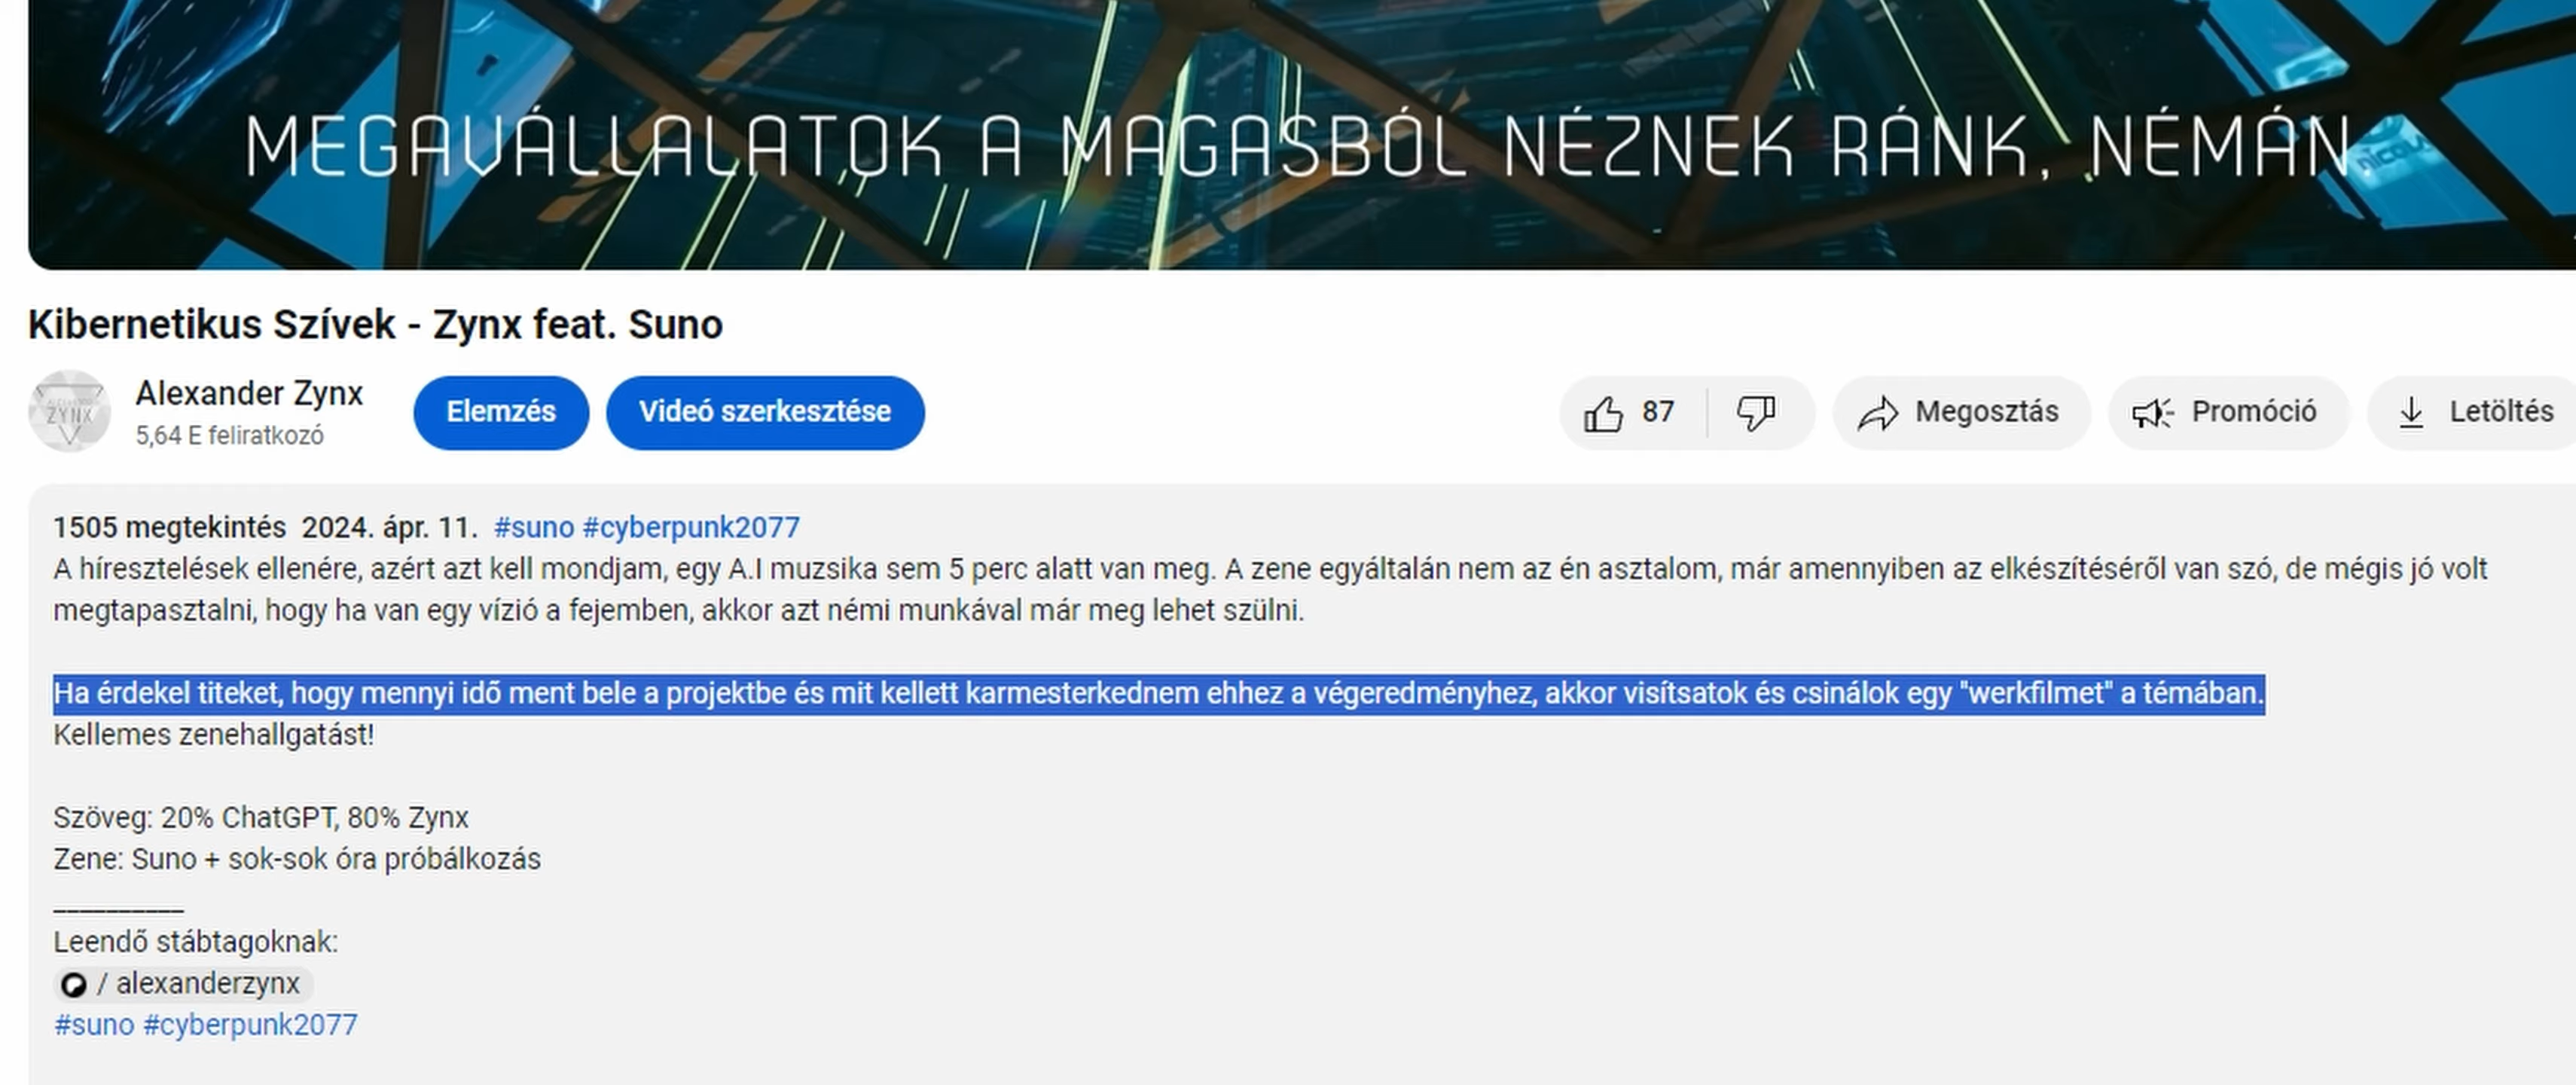 MEGAVÁLLALATOK A MAGASBÓL NÉZNEK RÁNK, NÉMÁN.
Kibernetikus Szívek - Zynx feat. Suno
ZYNX
Alexander Zynx
5,64 E feliratkozó
Elemzés
Videó szerkesztése
87
Megosztás
Promóció
Letöltés
1505 megtekintés 2024. ápr. 11. #suno #cyberpunk2077
A híresztelések ellenére, azért azt kell mondjam, egy A.I muzsika sem 5 perc alatt van meg. A zene egyáltalán nem az én asztalom, már amennyiben az elkészítéséről van szó, de mégis jó volt
megtapasztalni, hogy ha van egy vízió a fejemben, akkor azt némi munkával már meg lehet szülni.
Ha érdekel titeket, hogy mennyi idő ment bele a projektbe és mit kellett karmesterkednem ehhez a végeredményhez, akkor visítsatok és csinálok egy "werkfilmet" a témában.
Kellemes zenehallgatást!
Szöveg: 20% ChatGPT, 80% Zynx
Zene: Suno + sok-sok óra próbálkozás
__________
Leendő stábtagoknak:
/ alexanderzynx
#suno #cyberpunk2077